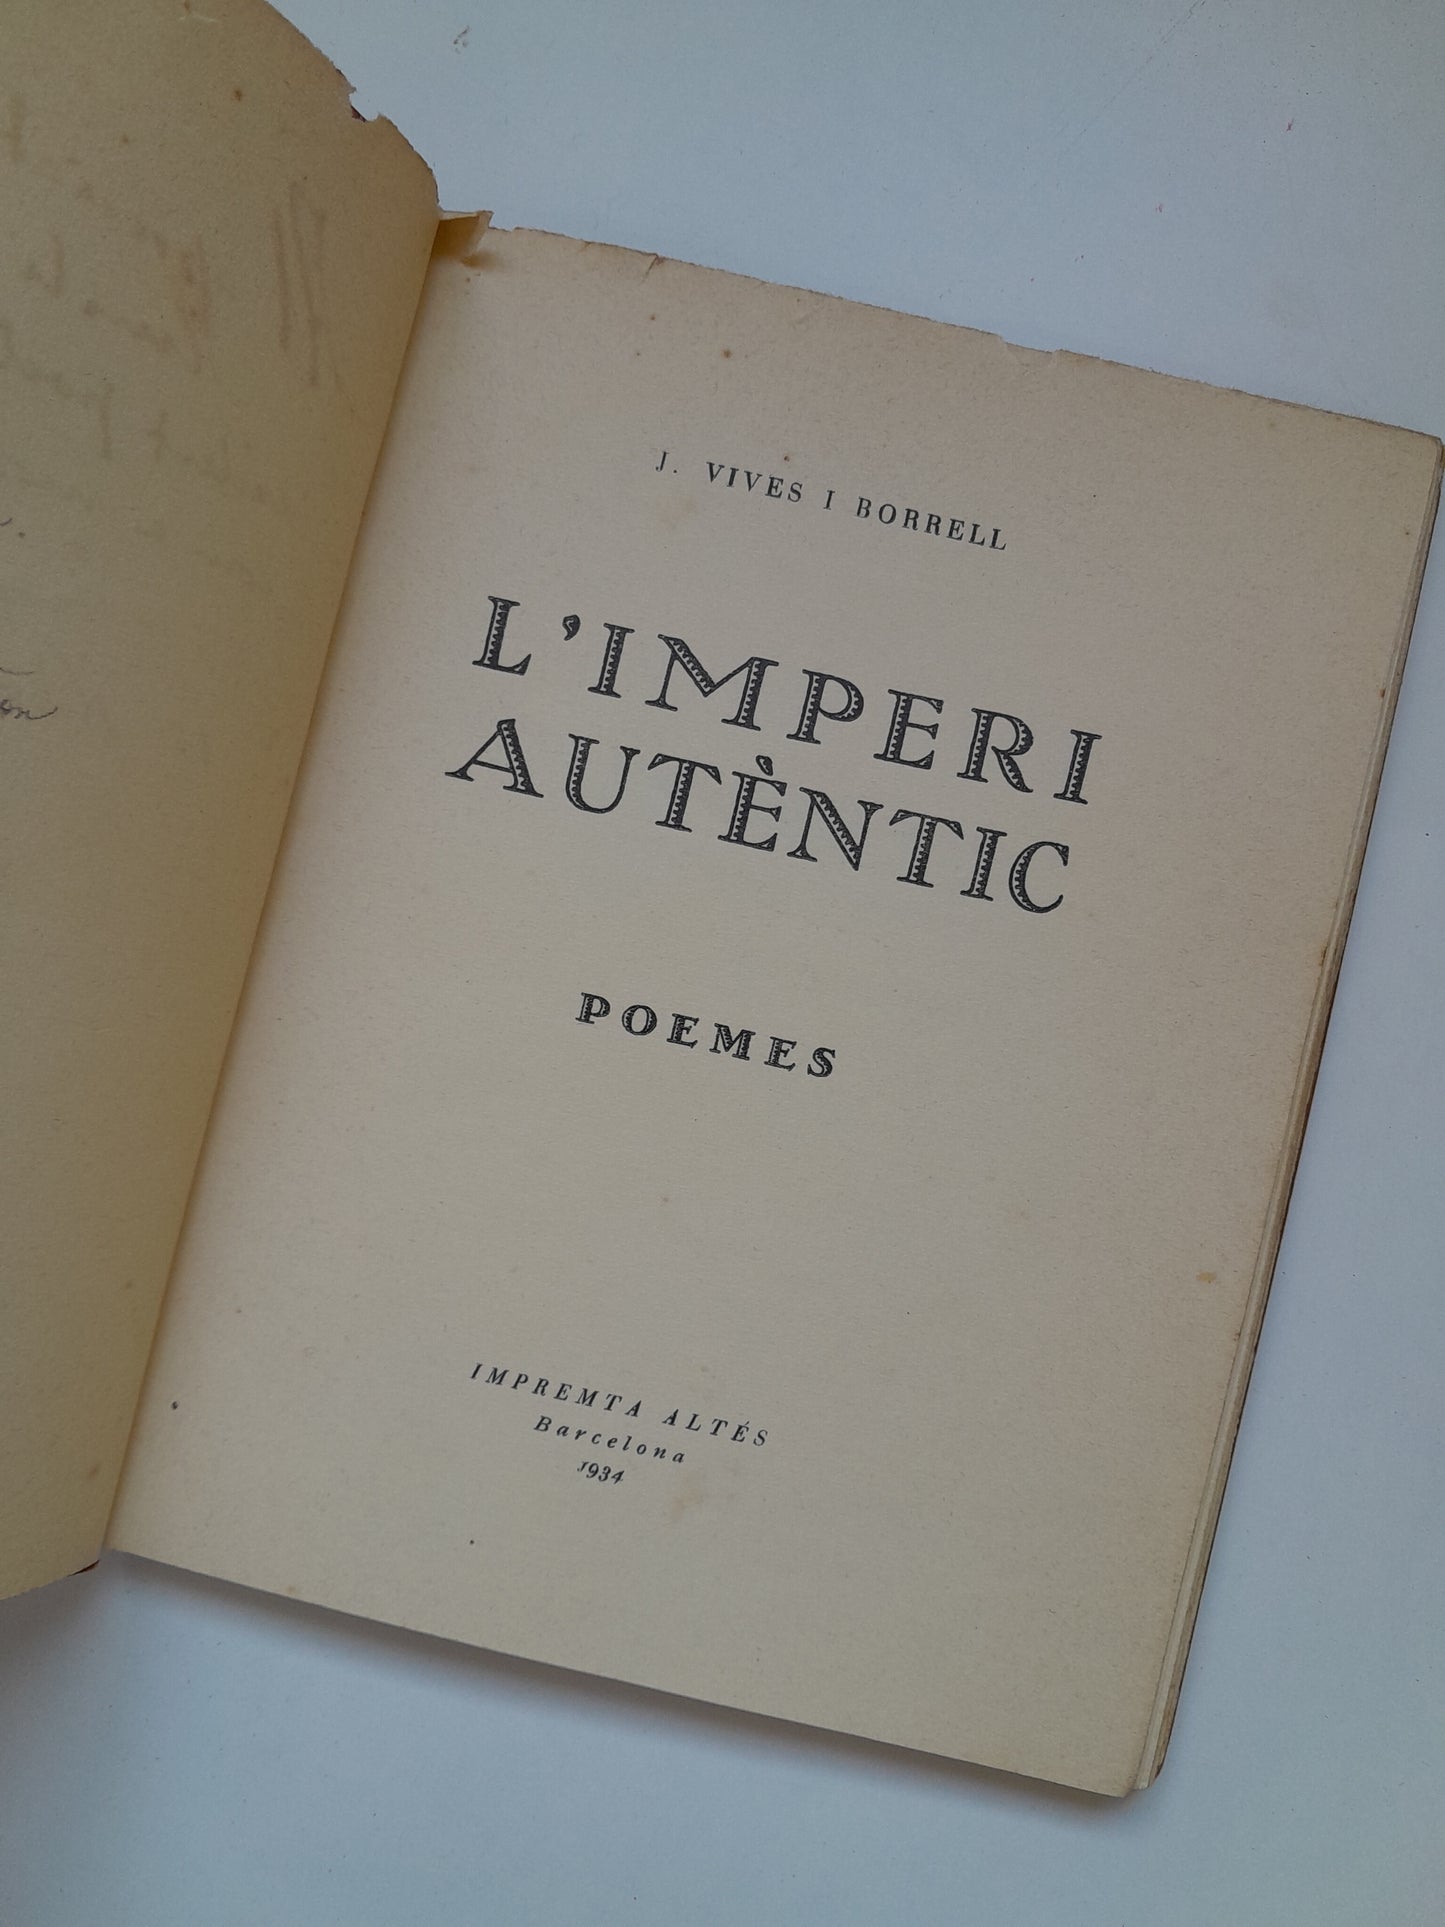 J. VIVES I BORRELL
L'IMPERI
AUTÈNTIC
POEMES
IMPREMTA ALTÉS
Barcelona
1934